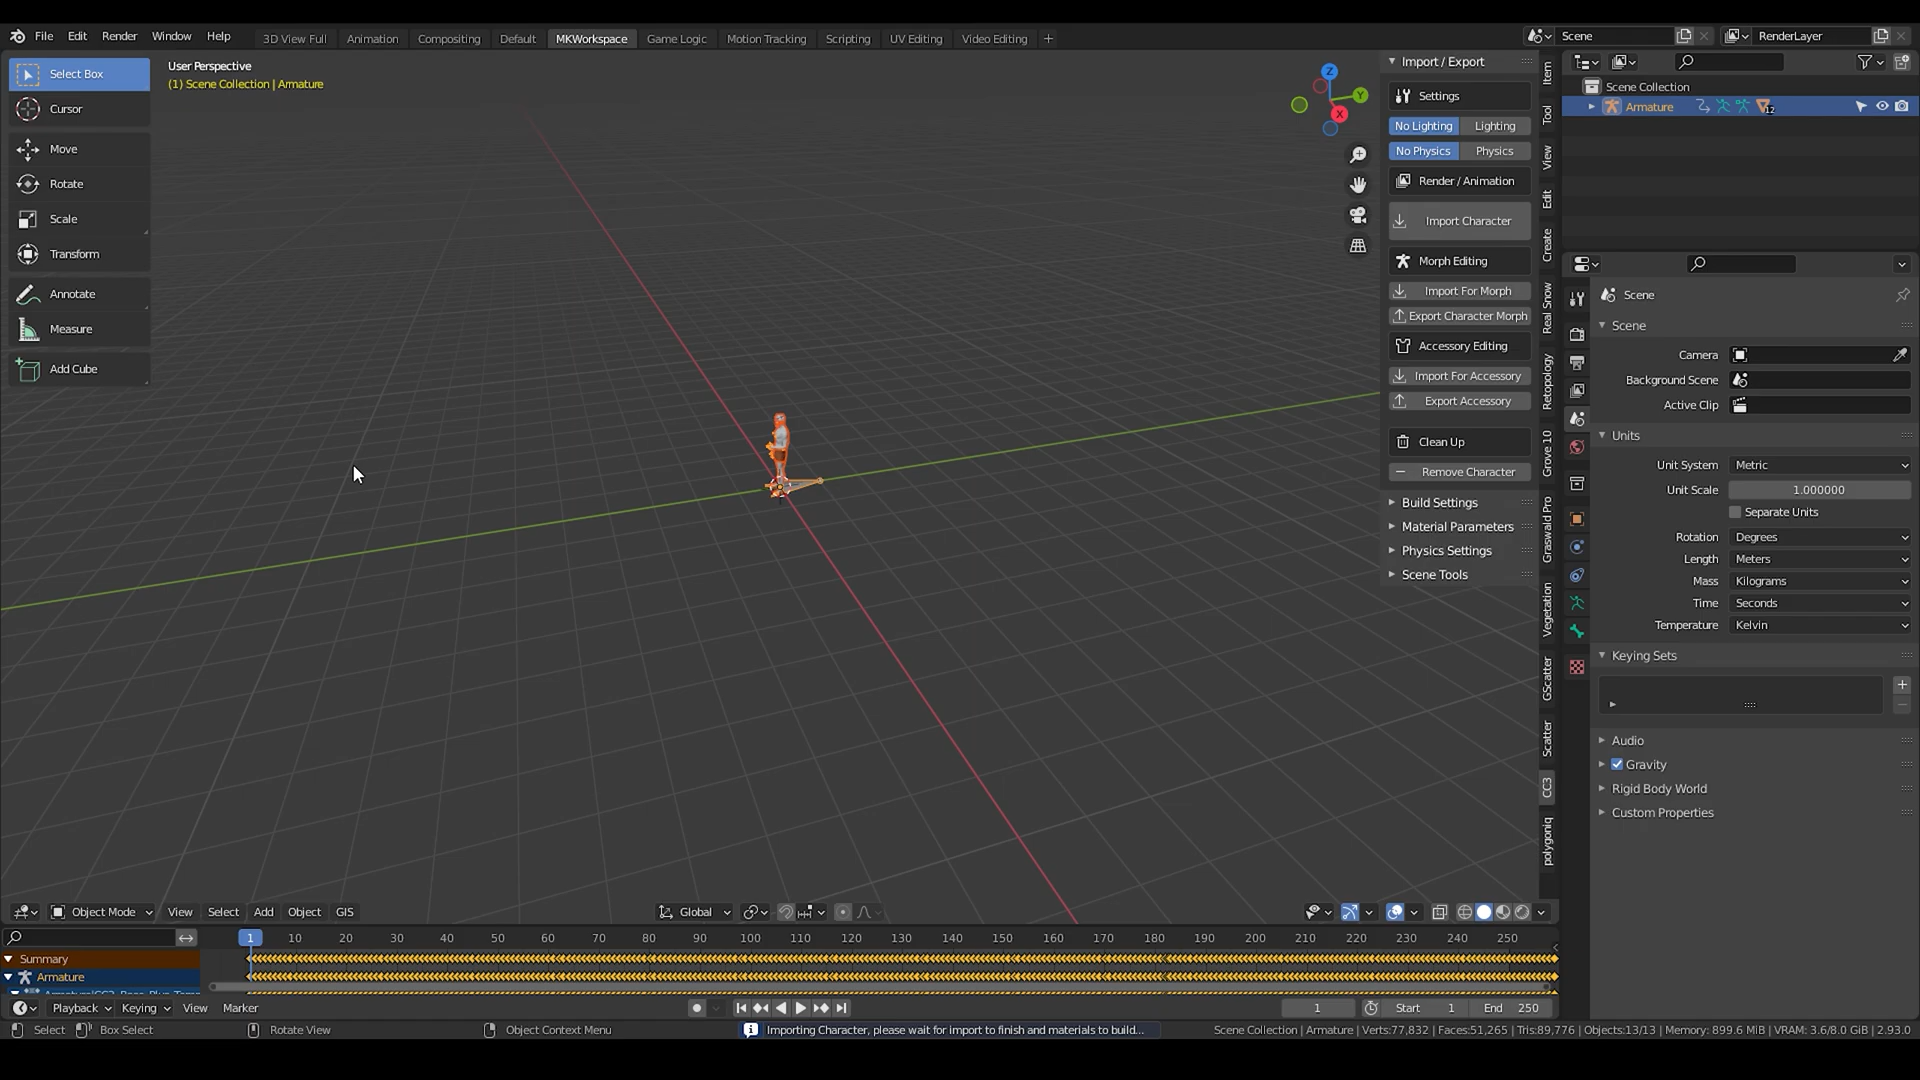 File Edit Render Window Help 3D View Full Animation Compositing Default MKWorkspace Game Logic Motion Tracking Scripting UV Editing Video Editing + Scene RenderLayer
Select Box
Cursor
Move
Rotate
Scale
Transform
Annotate
Measure
Add Cube
User Perspective
(1) Scene Collection | Armature
Z
Y
X
Import / Export
Settings
No Lighting Lighting
No Physics Physics
Render / Animation
Import Character
Morph Editing
Import For Morph
Export Character Morph
Accessory Editing
Import For Accessory
Export Accessory
Clean Up
Remove Character
Build Settings
Material Parameters
Physics Settings
Scene Tools
Item
Tool
View
Edit
Create
Real Snow
Retopology
Grove 10
Graswald Pro
Vegetation
GScatter
Scatter
CC3
polygoniq
Scene Collection
Armature 12
Scene
Scene
Camera
Background Scene
Active Clip
Units
Unit System Metric
Unit Scale 1.000000
Separate Units
Rotation Degrees
Length Meters
Mass Kilograms
Time Seconds
Temperature Kelvin
Keying Sets
Audio
Gravity
Rigid Body World
Custom Properties
Object Mode View Select Add Object GIS Global
1 10 20 30 40 50 60 70 80 90 100 110 120 130 140 150 160 170 180 190 200 210 220 230 240 250
Summary
Armature
Playback Keying View Marker 1 Start 1 End 250
Select Box Select Rotate View Object Context Menu Importing Character, please wait for import to finish and materials to build... Scene Collection | Armature | Verts:77,832 | Faces:51,265 | Tris:89,776 | Objects:13/13 | Memory: 899.6 MiB | VRAM: 3.6/8.0 GiB | 2.93.0